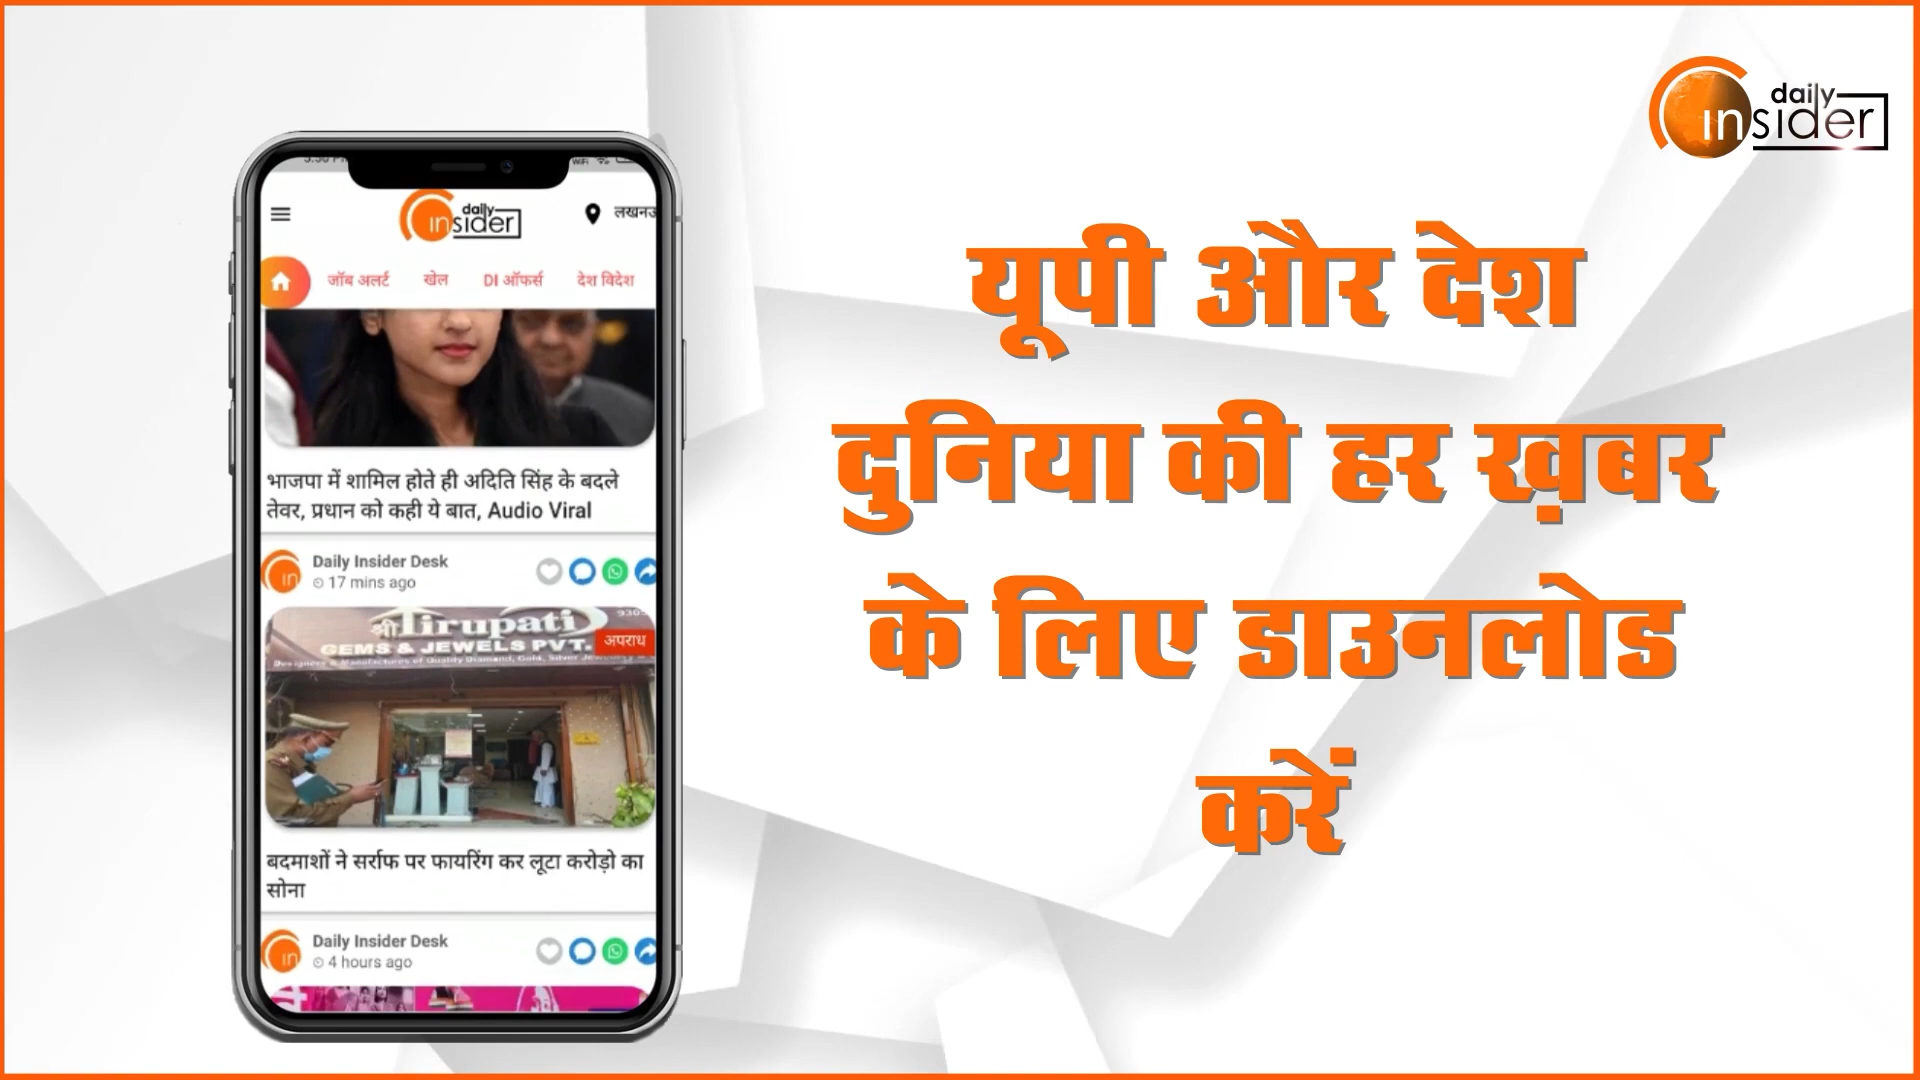 daily
insider
यूपी और देश
दुनिया की हर ख़बर
के लिए डाउनलोड
करें
daily
insider
जॉब अलर्ट खेल DI ऑफर्स देश विदेश
भाजपा में शामिल होते ही अदिति सिंह के बदले
तेवर, प्रधान को कही ये बात, Audio Viral
Daily Insider Desk
17 mins ago
श्री Tirupati
GEMS & JEWELS PVT.
अपराध
बदमाशों ने सर्राफ पर फायरिंग कर लूटा करोड़ो का
सोना
Daily Insider Desk
4 hours ago